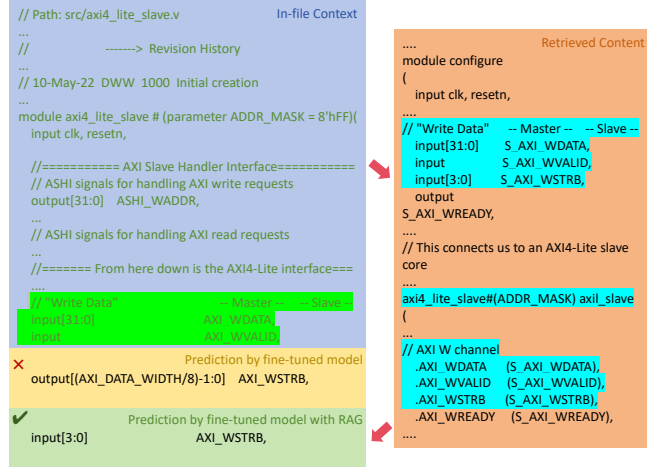 // Path: src/axi4_lite_slave.v In-file Context
...
// -------> Revision History
...
// 10-May-22 DWW 1000 Initial creation
...
module axi4_lite_slave # (parameter ADDR_MASK = 8'hFF)(
input clk, resetn,
//=========== AXI Slave Handler Interface===========
// ASHI signals for handling AXI write requests
output[31:0] ASHI_WADDR,
...
// ASHI signals for handling AXI read requests
...
//======= From here down is the AXI4-Lite interface===
....
// "Write Data" -- Master -- -- Slave --
input[31:0] AXI_WDATA,
input AXI_WVALID,
Prediction by fine-tuned model
output[(AXI_DATA_WIDTH/8)-1:0] AXI_WSTRB,
Prediction by fine-tuned model with RAG
input[3:0] AXI_WSTRB,
.... Retrieved Content
module configure
(
input clk, resetn,
....
// "Write Data" -- Master -- -- Slave --
input[31:0] S_AXI_WDATA,
input S_AXI_WVALID,
input[3:0] S_AXI_WSTRB,
output
S_AXI_WREADY,
....
// This connects us to an AXI4-Lite slave
core
....
axi4_lite_slave#(ADDR_MASK) axil_slave
(
...
// AXI W channel
.AXI_WDATA (S_AXI_WDATA),
.AXI_WVALID (S_AXI_WVALID),
.AXI_WSTRB (S_AXI_WSTRB),
.AXI_WREADY (S_AXI_WREADY),
....